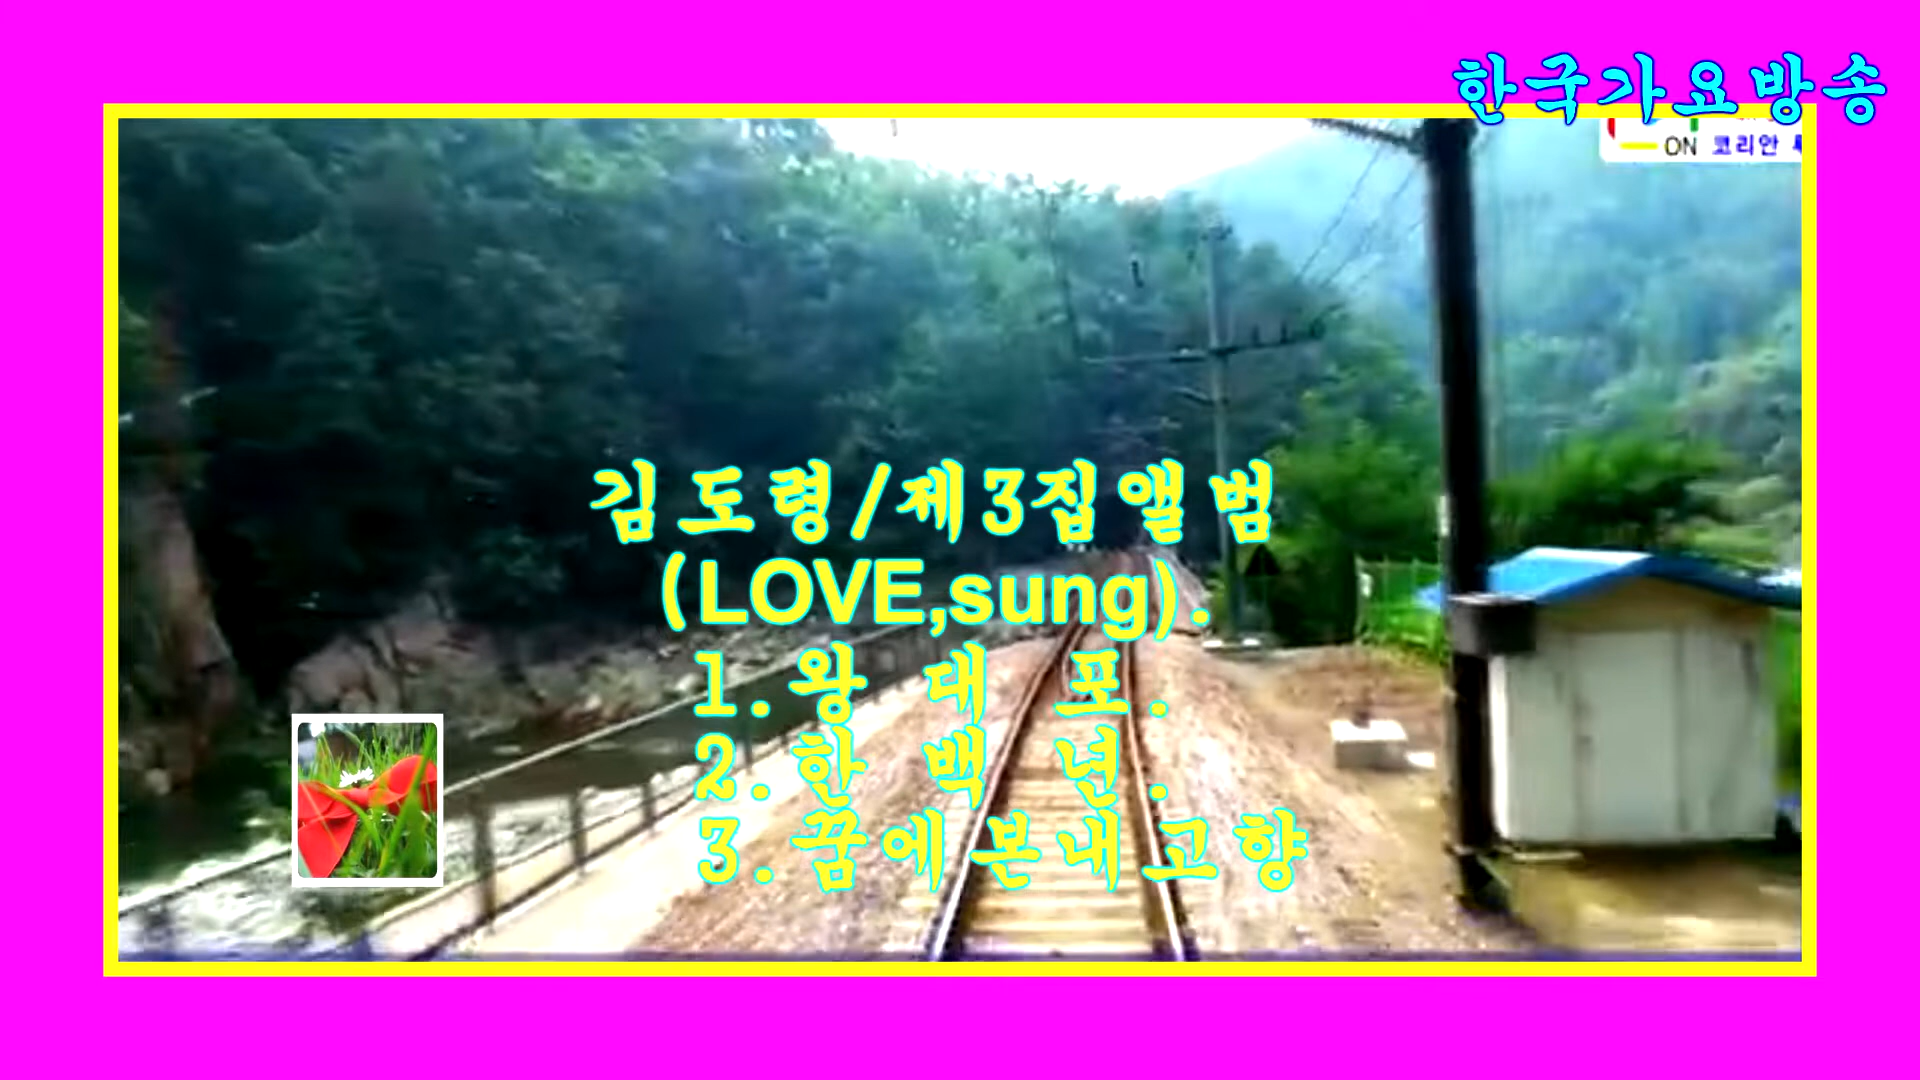 한국가요방송
ON 코리안
김도령/제3집앨범
(LOVE,sung).
1.왕 대 포.
2.한 백 년.
3.꿈에본내고향